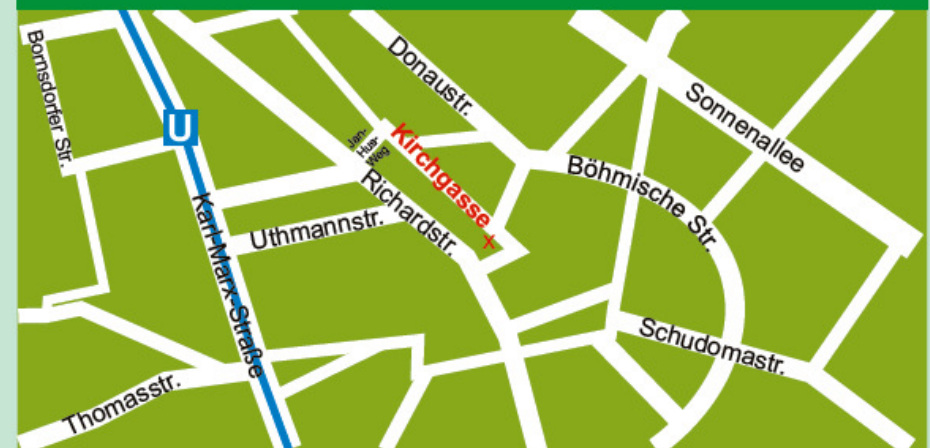 Bornsdorfer Str.
U
Karl-Marx-Straße
Donaustr.
Sonnenallee
Jan-
Hus-
Weg
Kirchgasse
X
Böhmische Str.
Richardstr.
Uthmannstr.
Schudomastr.
Thomasstr.